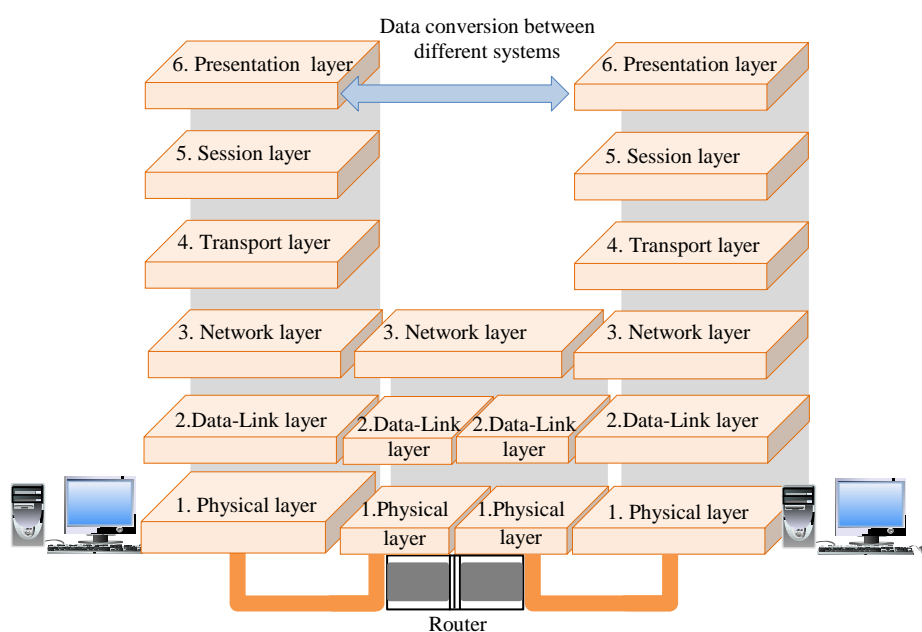 Data conversion between
different systems
6. Presentation layer
6. Presentation layer
5. Session layer
5. Session layer
4. Transport layer
4. Transport layer
3. Network layer
3. Network layer
3. Network layer
2.Data-Link layer
2.Data-Link
layer
2.Data-Link
layer
2.Data-Link layer
1. Physical layer
1.Physical
layer
1.Physical
layer
1. Physical layer
Router